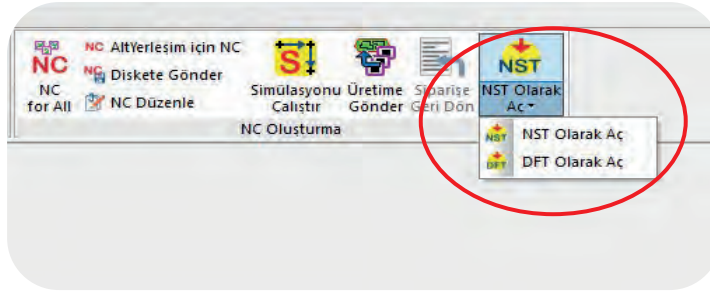 NC
NC
for All
NC AltYerleşim için NC
NC Diskete Gönder
NC Düzenle
S
Simülasyonu
Çalıştır
Üretime
Gönder
Siparişe
Geri Dön
NST
NST Olarak
Aç
NC Oluşturma
NST NST Olarak Aç
DFT DFT Olarak Aç